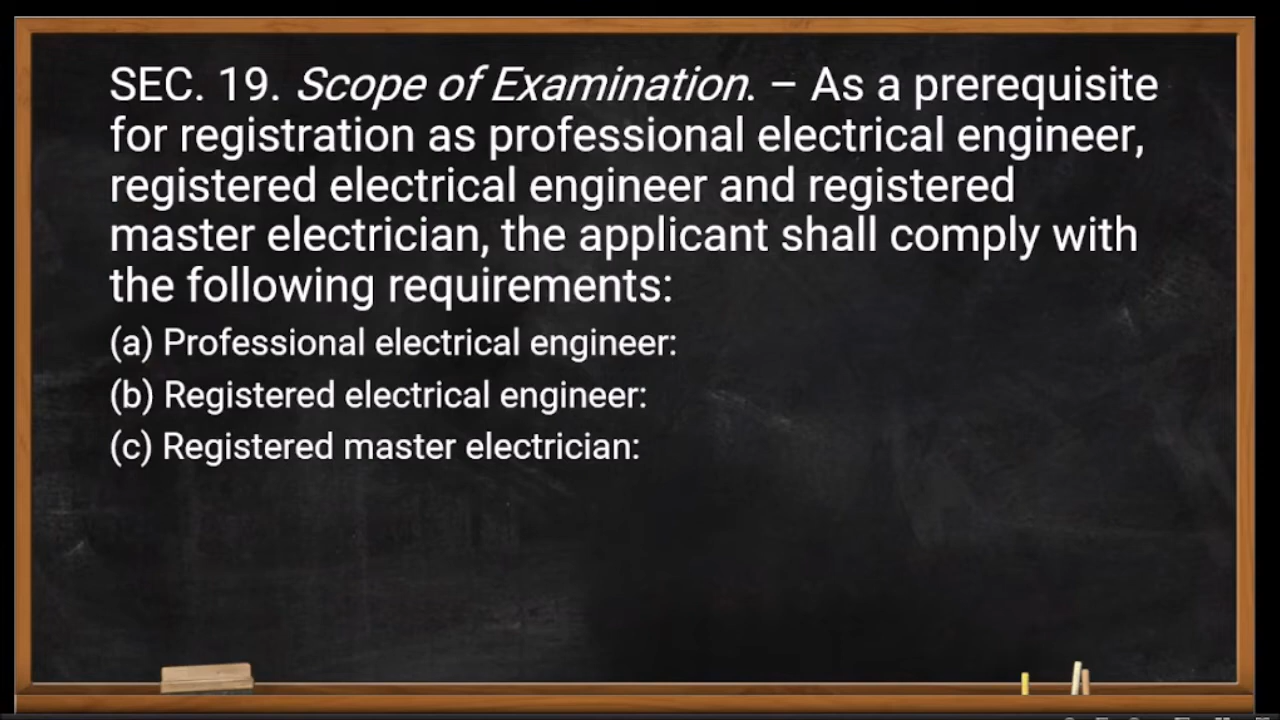 SEC. 19. Scope of Examination. – As a prerequisite
for registration as professional electrical engineer,
registered electrical engineer and registered
master electrician, the applicant shall comply with
the following requirements:
(a) Professional electrical engineer:
(b) Registered electrical engineer:
(c) Registered master electrician: